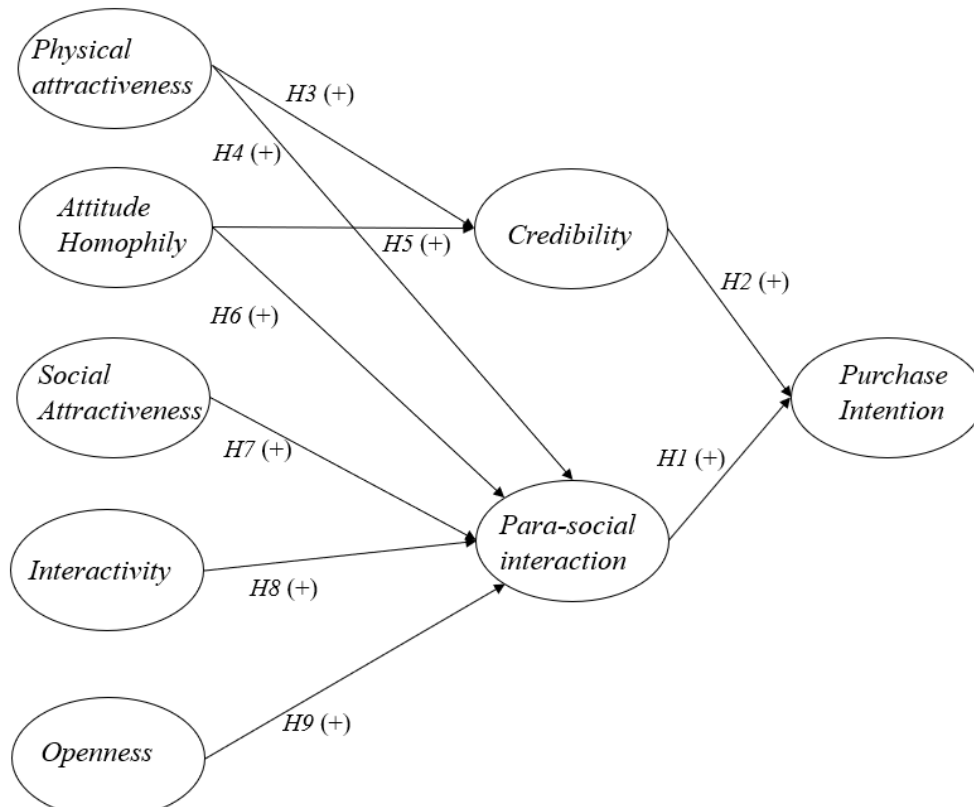 Physical
attractiveness
H3 (+)
H4 (+)
Attitude
Homophily
H5 (+)
Credibility
H6 (+)
H2 (+)
Social
Attractiveness
Purchase
Intention
H7 (+)
H1 (+)
Para-social
interaction
Interactivity
H8 (+)
H9 (+)
Openness